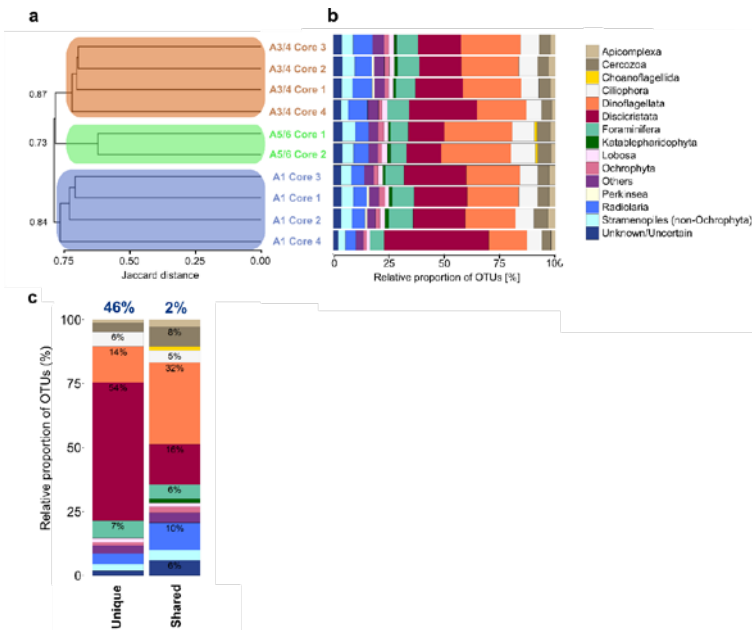 a
b
A3/4 Core 3
A3/4 Core 2
A3/4 Core 1
A3/4 Core 4
A5/6 Core 1
A5/6 Core 2
A1 Core 3
A1 Core 1
A1 Core 2
A1 Core 4
0.87
0.73
0.84
0.75 0.50 0.25 0.00
Jaccard distance
0 25 50 75 100
Relative proportion of OTUs [%]
Apicomplexa
Cercozoa
Choanoflagellida
Ciliophora
Dinoflagellata
Discicristata
Foraminifera
Katablepharidophyta
Lobosa
Ochrophyta
Others
Perkinsea
Radiolaria
Stramenopiles (non-Ochrophyta)
Unknown/Uncertain
c
46% 2%
100
75
50
25
0
Relative proportion of OTUs (%)
6%
14%
54%
7%
8%
5%
32%
16%
6%
10%
6%
Unique
Shared